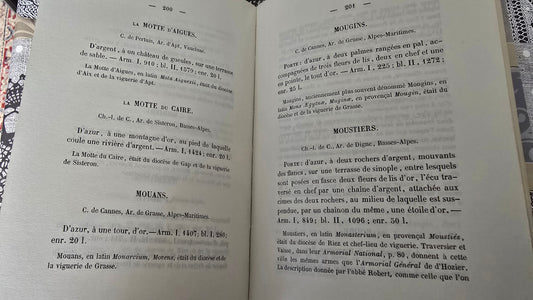 — 200 —
LA MOTTE D'AIGUES.
C. de Pertuis, Ar. d'Apt, Vaucluse.
D'argent, à un château de gueules, sur une terrasse
de sable. — Arm. I, 940; bl. II, 1579; enr. 20 l.
La Motte d'Aigues, en latin Mota Aquensis, était du diocèse
d'Aix et de la viguerie d'Apt.
LA MOTTE DU CAIRE.
Ch.-l. de C., Ar. de Sisteron, Basses-Alpes.
D'azur, à une montagne d'or, au pied de laquelle
coule une rivière d'argent. — Arm. I, 1424; enr. 20 l.
La Motte du Caire, était du diocèse de Gap et de la viguerie
de Sisteron.
MOUANS.
C. de Cannes, Ar. de Grasse, Alpes-Maritimes.
D'azur, à une tour, d'or. — Arm. I. 1407, bl. I, 260;
enr. 20 l.
Mouans, en latin Monarcium, Morena, était du diocèse et de
la viguerie de Grasse.
— 201 —
MOUGINS.
C. de Cannes, Ar. de Grasse, Alpes-Maritimes.
PORTE : d'azur, à deux palmes rangées en pal, ac-
compagnées de trois fleurs de lis, deux en chef et une
en pointe, le tout d'or. — Arm. I, 225; bl. I, 1272;
enr. 25 l.
Mougins, anciennement plus souvent dénommé Mongins, en
latin Mons Ægytna, Mugins, en provençal Mougin, était du
diocèse et de la viguerie de Grasse.
MOUSTIERS.
Ch.-l. de C., Ar. de Digne, Basses-Alpes.
PORTE : d'azur, à deux rochers d'argent, mouvants
des flancs, sur une terrasse de sinople, entre lesquels
sont posées en fasce deux fleurs de lis d'or, l'écu tra-
versé en chef par une chaîne d'argent, attachée aux
cimes des deux rochers, au milieu de laquelle est sus-
pendue, par un chaînon du même, une étoile d'or. —
Arm. I, 849; bl. II, 1096; enr. 50 l.
Moustiers, en latin Monasterium, en provençal Moustiés,
était du diocèse de Riez et chef-lieu de viguerie. Traversier et
Vaïsse, dans leur Armorial National, p. 80, donnent à cette
ville les mêmes armes que l'Armorial Général de d'Hozier.
La description donnée par l'abbé Robert, comme celle que l'on